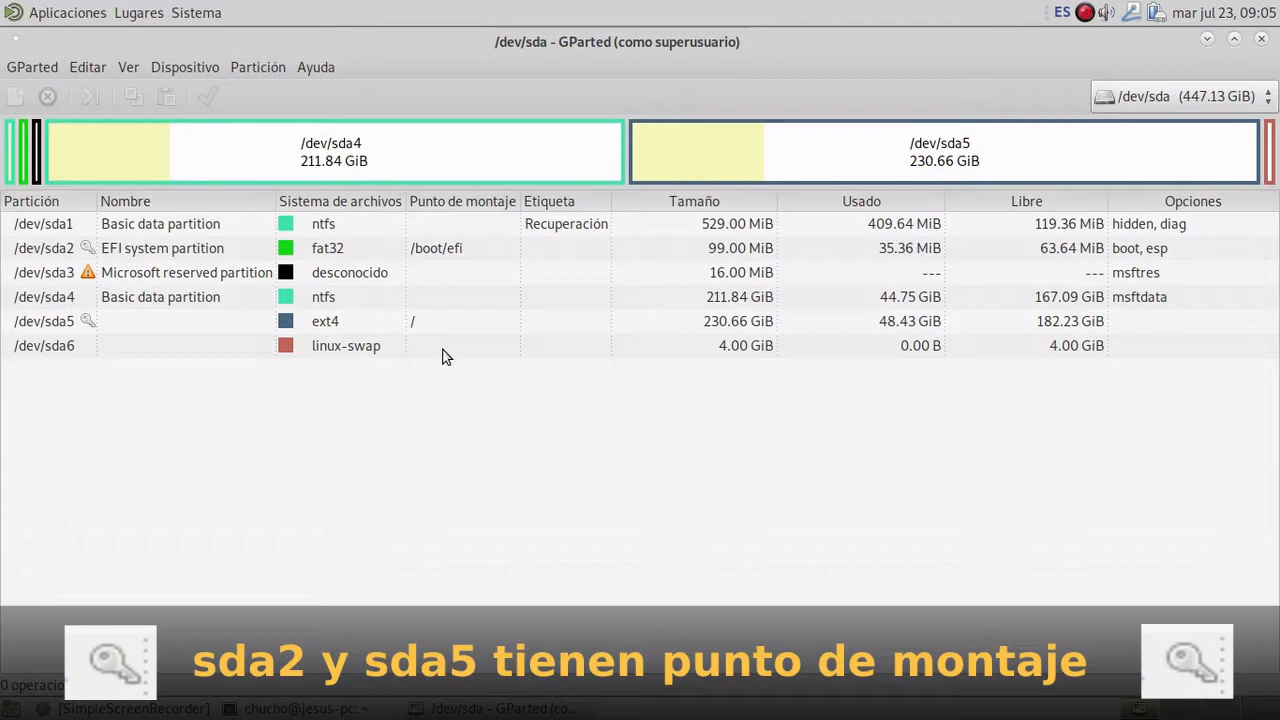 Aplicaciones Lugares Sistema ES mar jul 23, 09:05
/dev/sda - GParted (como superusuario)
GParted Editar Ver Dispositivo Partición Ayuda
/dev/sda (447.13 GiB)
/dev/sda4 /dev/sda5
211.84 GiB 230.66 GiB
Partición Nombre Sistema de archivos Punto de montaje Etiqueta Tamaño Usado Libre Opciones
/dev/sda1 Basic data partition ntfs Recuperación 529.00 MiB 409.64 MiB 119.36 MiB hidden, diag
/dev/sda2 EFI system partition fat32 /boot/efi 99.00 MiB 35.36 MiB 63.64 MiB boot, esp
/dev/sda3 Microsoft reserved partition desconocido 16.00 MiB --- --- msftres
/dev/sda4 Basic data partition ntfs 211.84 GiB 44.75 GiB 167.09 GiB msftdata
/dev/sda5 ext4 / 230.66 GiB 48.43 GiB 182.23 GiB
/dev/sda6 linux-swap 4.00 GiB 0.00 B 4.00 GiB
sda2 y sda5 tienen punto de montaje
0 operacio
[SimpleScreenRecorder] chucho@jesus-pc: ~ /dev/sda - GParted (co...